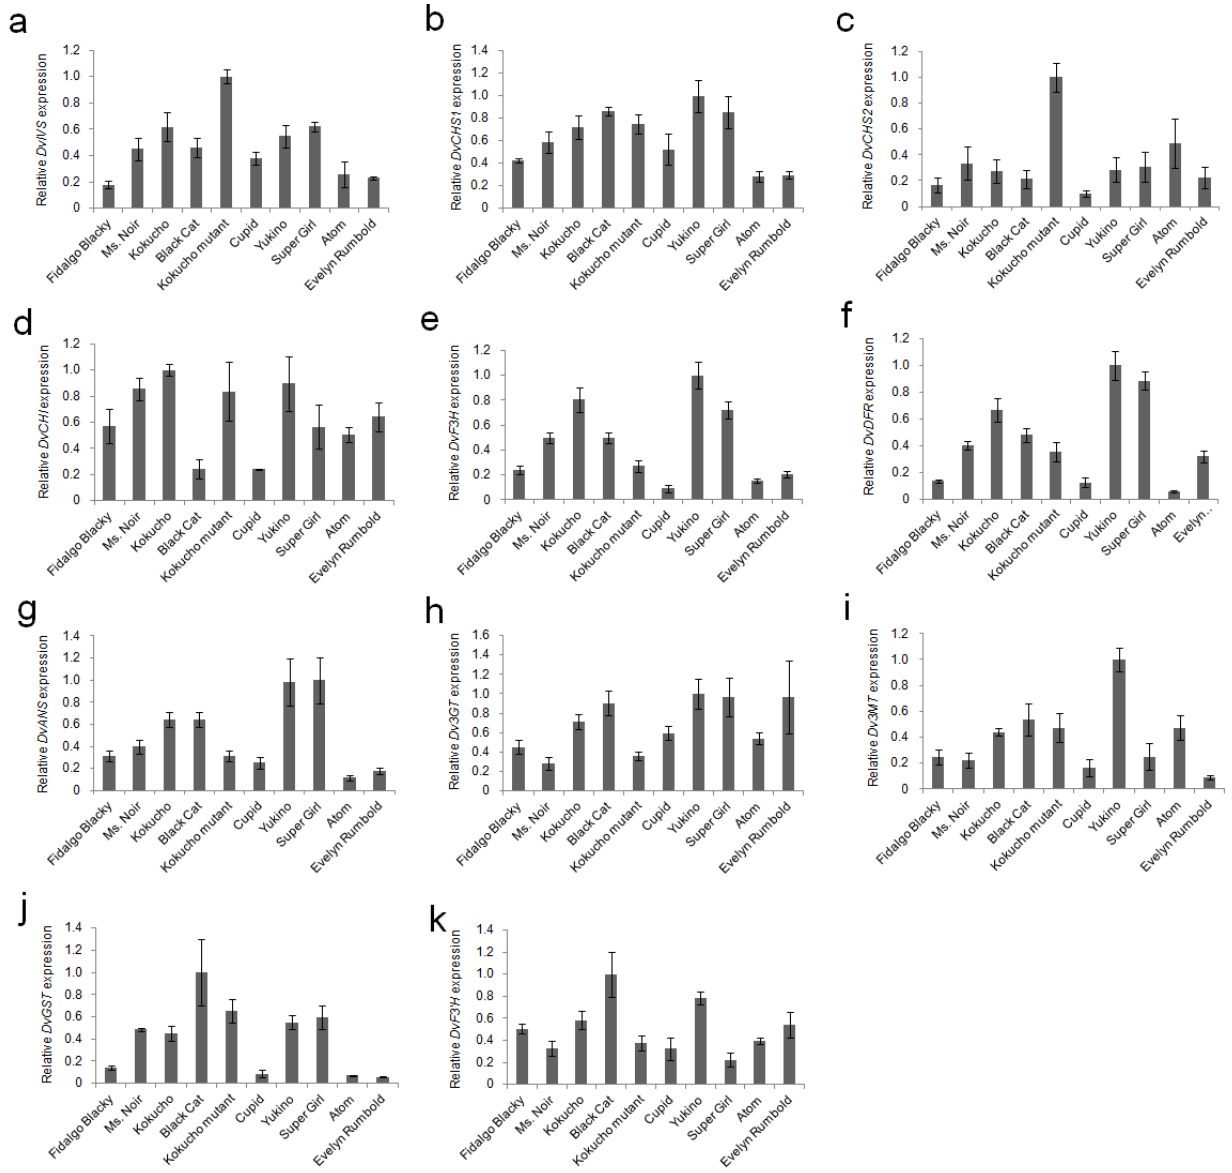 a
Relative DvIVS expression
1.2
1.0
0.8
0.6
0.4
0.2
0
Fidalgo Blacky
Ms. Noir
Kokucho
Black Cat
Kokucho mutant
Cupid
Yukino
Super Girl
Atom
Evelyn Rumbold
b
Relative DvCHS1 expression
1.4
1.2
1.0
0.8
0.6
0.4
0.2
0
Fidalgo Blacky
Ms. Noir
Kokucho
Black Cat
Kokucho mutant
Cupid
Yukino
Super Girl
Atom
Evelyn Rumbold
c
Relative DvCHS2 expression
1.2
1.0
0.8
0.6
0.4
0.2
0
Fidalgo Blacky
Ms. Noir
Kokucho
Black Cat
Kokucho mutant
Cupid
Yukino
Super Girl
Atom
Evelyn Rumbold
d
Relative DvCHI expression
1.2
1.0
0.8
0.6
0.4
0.2
0
Fidalgo Blacky
Ms. Noir
Kokucho
Black Cat
Kokucho mutant
Cupid
Yukino
Super Girl
Atom
Evelyn Rumbold
e
Relative DvF3H expression
1.2
1.0
0.8
0.6
0.4
0.2
0
Fidalgo Blacky
Ms. Noir
Kokucho
Black Cat
Kokucho mutant
Cupid
Yukino
Super Girl
Atom
Evelyn Rumbold
f
Relative DvDFR expression
1.2
1.0
0.8
0.6
0.4
0.2
0
Fidalgo Blacky
Ms. Noir
Kokucho
Black Cat
Kokucho mutant
Cupid
Yukino
Super Girl
Atom
Evelyn..
g
Relative DvANS expression
1.4
1.2
1.0
0.8
0.6
0.4
0.2
0
Fidalgo Blacky
Ms. Noir
Kokucho
Black Cat
Kokucho mutant
Cupid
Yukino
Super Girl
Atom
Evelyn Rumbold
h
Relative Dv3GT expression
1.6
1.4
1.2
1.0
0.8
0.6
0.4
0.2
0
Fidalgo Blacky
Ms. Noir
Kokucho
Black Cat
Kokucho mutant
Cupid
Yukino
Super Girl
Atom
Evelyn Rumbold
i
Relative Dv3MT expression
1.2
1.0
0.8
0.6
0.4
0.2
0
Fidalgo Blacky
Ms. Noir
Kokucho
Black Cat
Kokucho mutant
Cupid
Yukino
Super Girl
Atom
Evelyn Rumbold
j
Relative DvGST expression
1.4
1.2
1.0
0.8
0.6
0.4
0.2
0
Fidalgo Blacky
Ms. Noir
Kokucho
Black Cat
Kokucho mutant
Cupid
Yukino
Super Girl
Atom
Evelyn Rumbold
k
Relative DvF3'H expression
1.4
1.2
1.0
0.8
0.6
0.4
0.2
0
Fidalgo Blacky
Ms. Noir
Kokucho
Black Cat
Kokucho mutant
Cupid
Yukino
Super Girl
Atom
Evelyn Rumbold